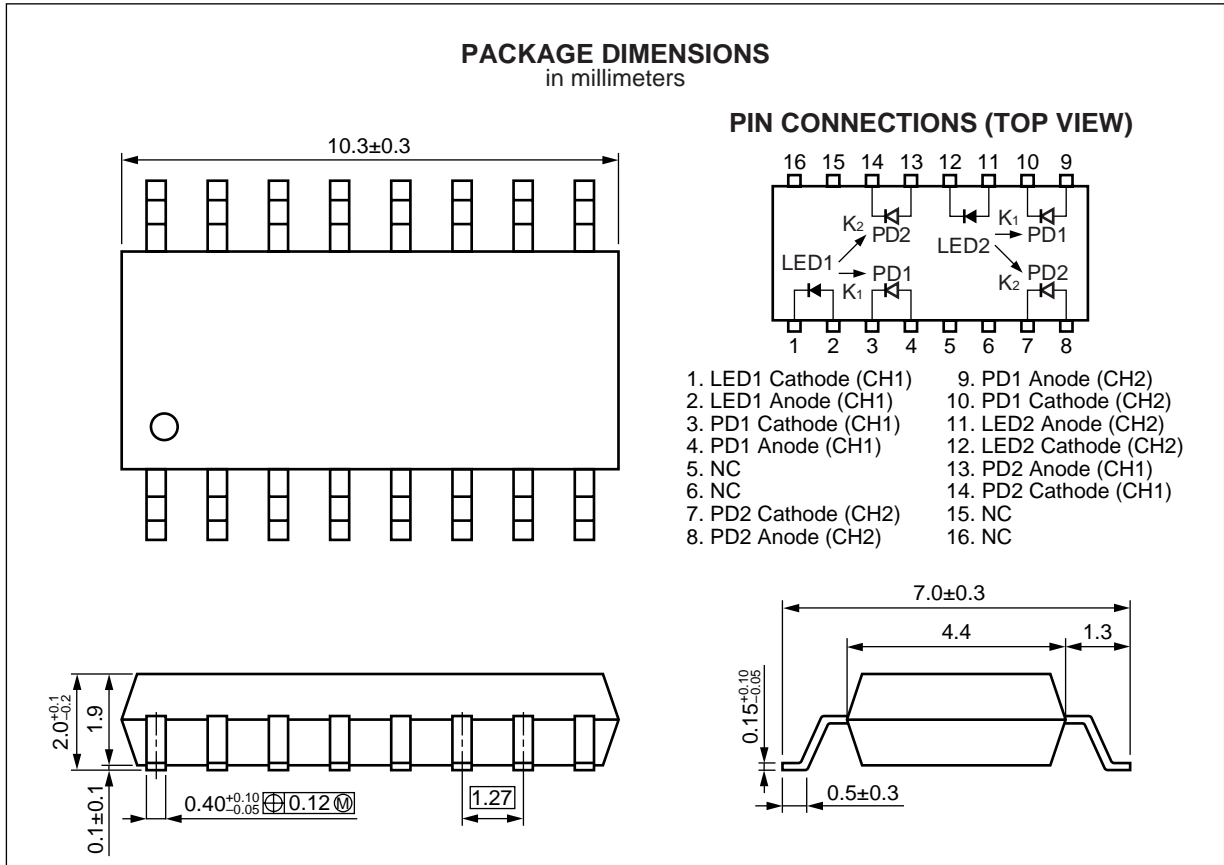 PACKAGE DIMENSIONS
in millimeters
PIN CONNECTIONS (TOP VIEW)
10.3±0.3
16 15 14 13 12 11 10 9
K2 PD2
K1 PD1
LED1
LED2
K1 PD1
K2 PD2
1 2 3 4 5 6 7 8
1. LED1 Cathode (CH1)
2. LED1 Anode (CH1)
3. PD1 Cathode (CH1)
4. PD1 Anode (CH1)
5. NC
6. NC
7. PD2 Cathode (CH2)
8. PD2 Anode (CH2)
9. PD1 Anode (CH2)
10. PD1 Cathode (CH2)
11. LED2 Anode (CH2)
12. LED2 Cathode (CH2)
13. PD2 Anode (CH1)
14. PD2 Cathode (CH1)
15. NC
16. NC
2.0+0.1−0.2
1.9
0.1±0.1
0.40+0.10−0.05 ⌖ 0.12 Ⓜ
1.27
7.0±0.3
4.4
1.3
0.15+0.10−0.05
0.5±0.3